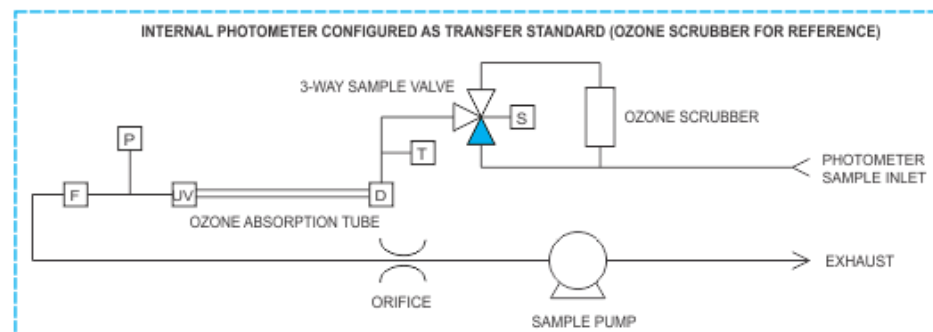 INTERNAL PHOTOMETER CONFIGURED AS TRANSFER STANDARD (OZONE SCRUBBER FOR REFERENCE)
3-WAY SAMPLE VALVE
S
OZONE SCRUBBER
P
T
PHOTOMETER
SAMPLE INLET
F
UV
D
OZONE ABSORPTION TUBE
EXHAUST
ORIFICE
SAMPLE PUMP